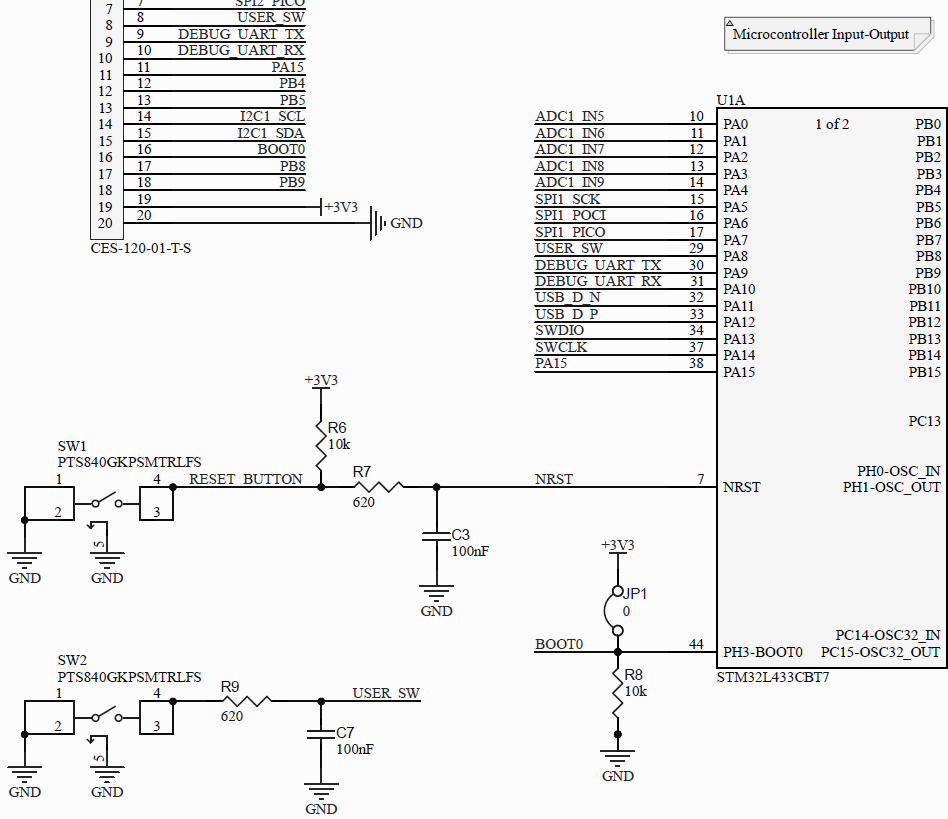 7 7 SPI2_PICO
8 8 USER_SW
9 9 DEBUG_UART_TX
10 10 DEBUG_UART_RX
11 11 PA15
12 12 PB4
13 13 PB5
14 14 I2C1_SCL
15 15 I2C1_SDA
16 16 BOOT0
17 17 PB8
18 18 PB9
19 19 +3V3
20 20 GND
CES-120-01-T-S
Microcontroller Input-Output
U1A
1 of 2
ADC1_IN5 10 PA0 PB0
ADC1_IN6 11 PA1 PB1
ADC1_IN7 12 PA2 PB2
ADC1_IN8 13 PA3 PB3
ADC1_IN9 14 PA4 PB4
SPI1_SCK 15 PA5 PB5
SPI1_POCI 16 PA6 PB6
SPI1_PICO 17 PA7 PB7
USER_SW 29 PA8 PB8
DEBUG_UART_TX 30 PA9 PB9
DEBUG_UART_RX 31 PA10 PB10
USB_D_N 32 PA11 PB11
USB_D_P 33 PA12 PB12
SWDIO 34 PA13 PB13
SWCLK 37 PA14 PB14
PA15 38 PA15 PB15
PC13
PH0-OSC_IN
NRST 7 NRST PH1-OSC_OUT
PC14-OSC32_IN
BOOT0 44 PH3-BOOT0 PC15-OSC32_OUT
STM32L433CBT7
+3V3
R6
10k
SW1
PTS840GKPSMTRLFS
1 4 RESET_BUTTON
2 3
5
R7
620
C3
100nF
GND GND
GND
+3V3
JP1
0
R8
10k
GND
SW2
PTS840GKPSMTRLFS
1 4
2 3
5
R9
620
USER_SW
C7
100nF
GND GND
GND